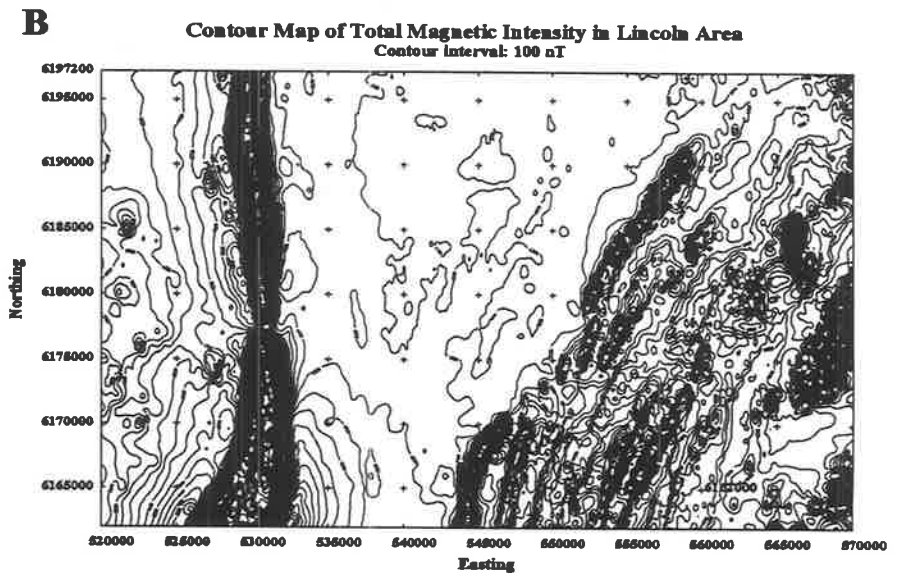 B
Contour Map of Total Magnetic Intensity in Lincoln Area
Contour interval: 100 nT
6197200
6195000
6190000
6185000
6180000
6175000
6170000
6165000
Northing
520000 525000 530000 535000 540000 545000 550000 555000 560000 565000 570000
Easting